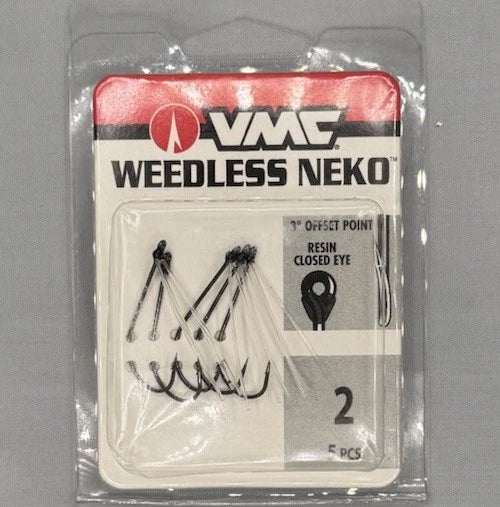 VMC®
WEEDLESS NEKO™
3° OFFSET POINT
RESIN
CLOSED EYE
2
5 PCS